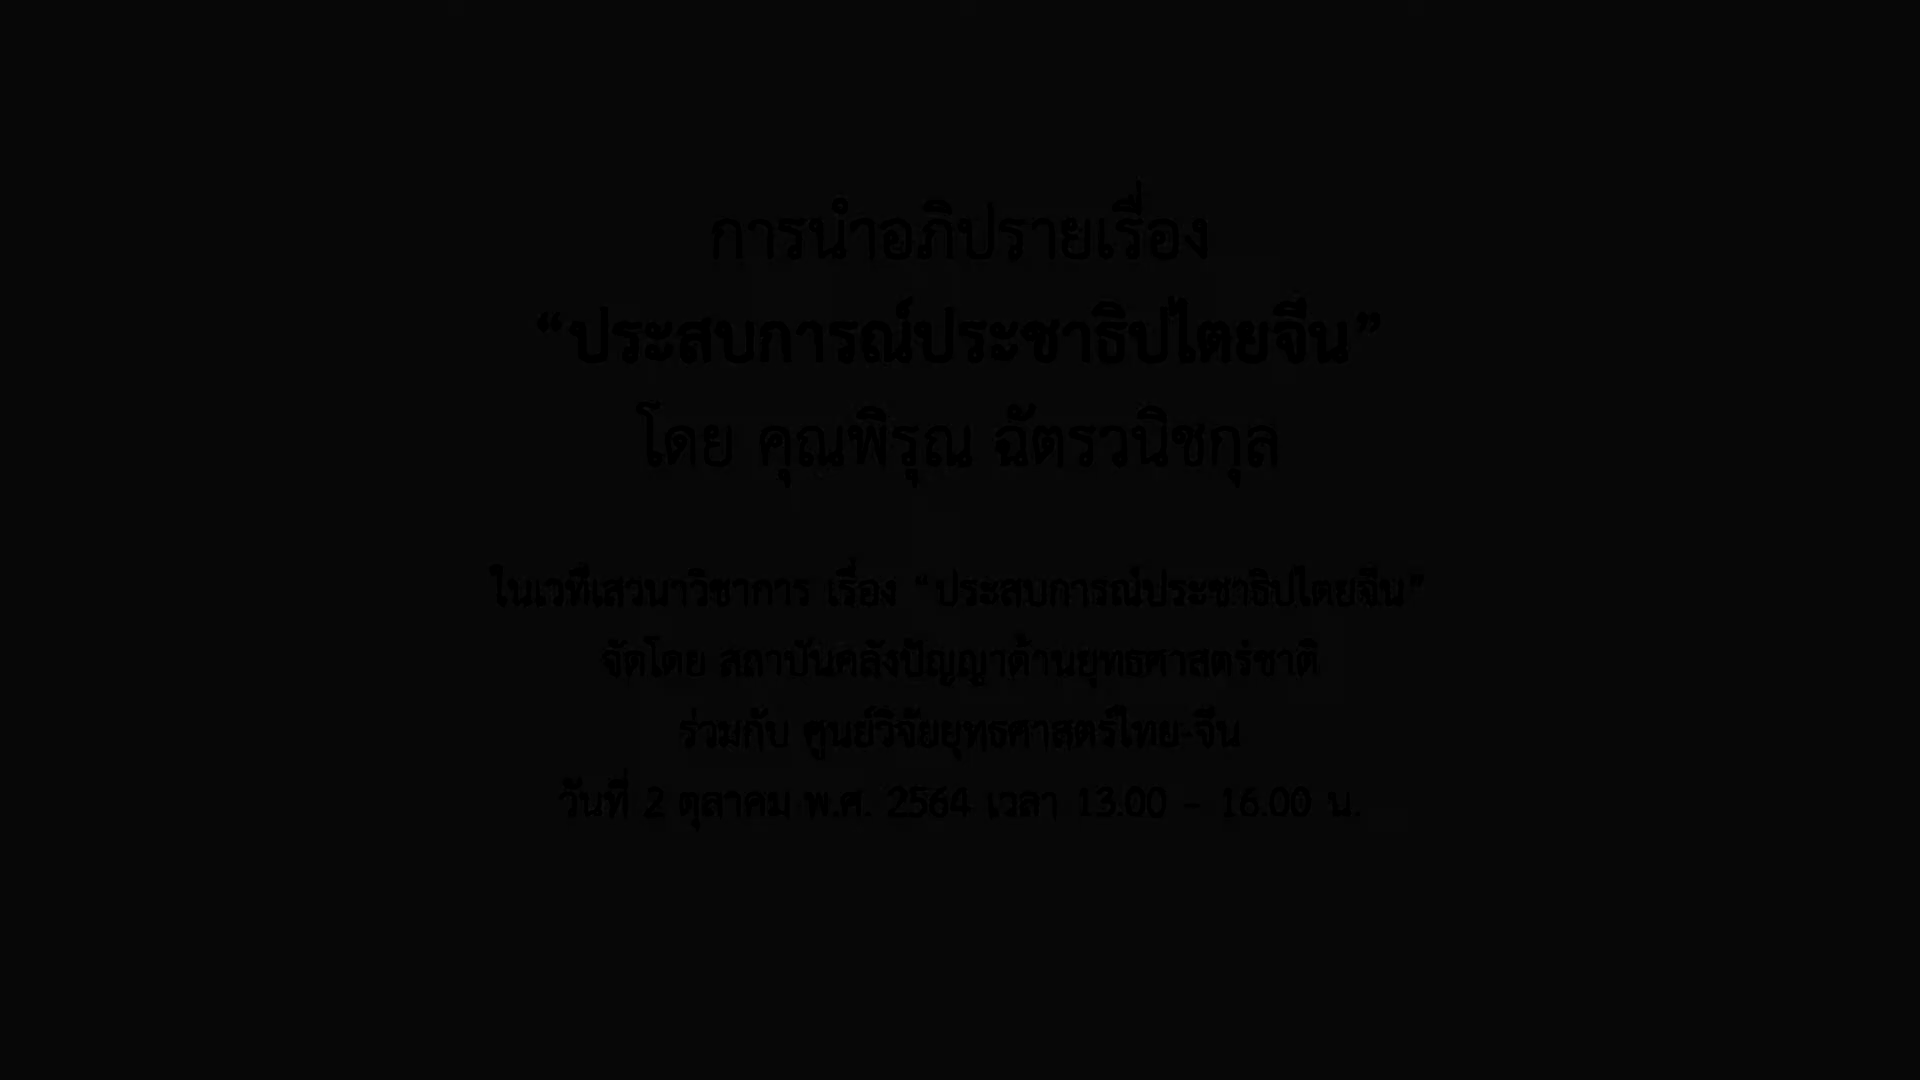 การนำอภิปรายเรื่อง
“ประสบการณ์ประชาธิปไตยจีน”
โดย คุณพิรุณ ฉัตรวนิชกุล
ในเวทีเสวนาวิชาการ เรื่อง “ประสบการณ์ประชาธิปไตยจีน”
จัดโดย สถาบันคลังปัญญาด้านยุทธศาสตร์ชาติ
ร่วมกับ ศูนย์วิจัยยุทธศาสตร์ไทย-จีน
วันที่ 2 ตุลาคม พ.ศ. 2564 เวลา 13.00 – 16.00 น.